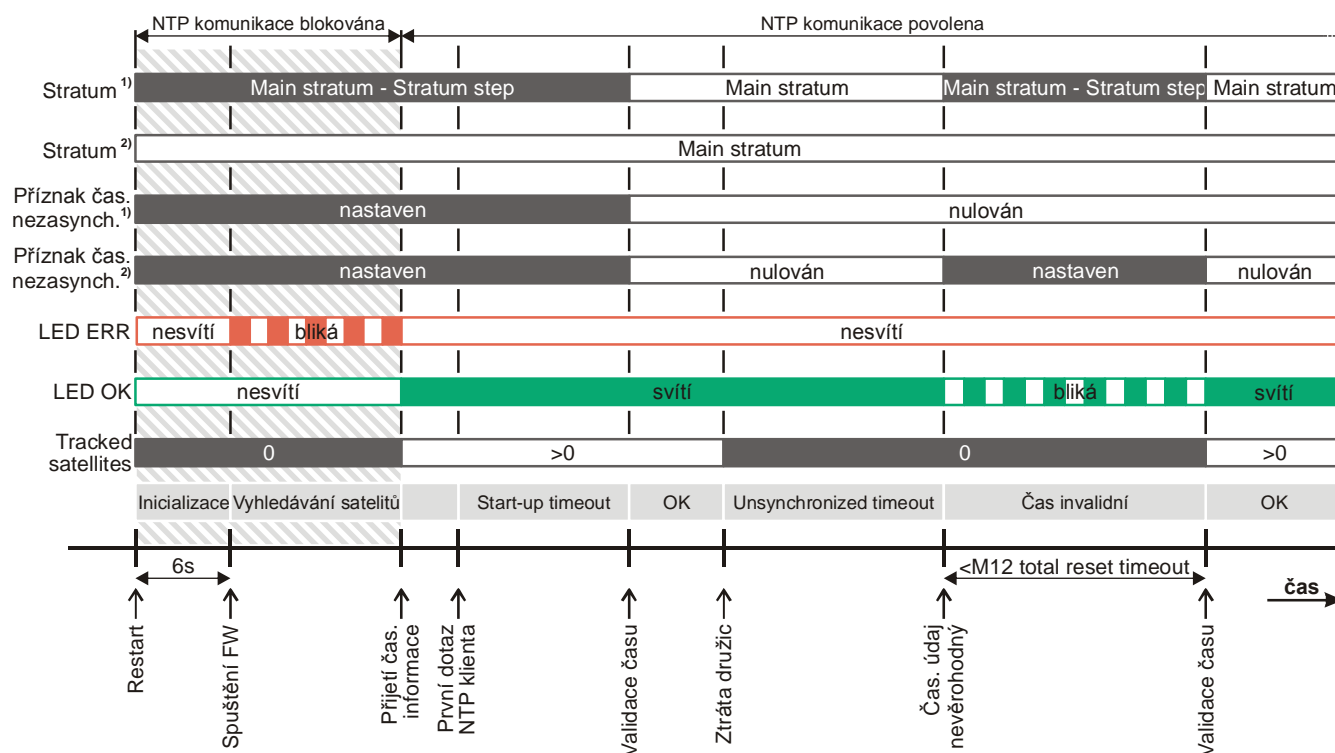 NTP komunikace blokována
NTP komunikace povolena
Stratum 1)
Main stratum - Stratum step
Main stratum
Main stratum - Stratum step
Main stratum
Stratum 2)
Main stratum
Příznak čas.
nezasynch. 1)
nastaven
nulován
Příznak čas.
nezasynch. 2)
nastaven
nulován
nastaven
nulován
LED ERR
nesvítí
bliká
nesvítí
LED OK
nesvítí
svítí
bliká
svítí
Tracked
satellites
0
>0
0
>0
Inicializace
Vyhledávání satelitů
Start-up timeout
OK
Unsynchronized timeout
Čas invalidní
OK
6s
<M12 total reset timeout
čas
Restart
Spuštění FW
Přijetí čas.
informace
První dotaz
NTP klienta
Validace času
Ztráta družic
Čas. údaj
nevěrohodný
Validace času